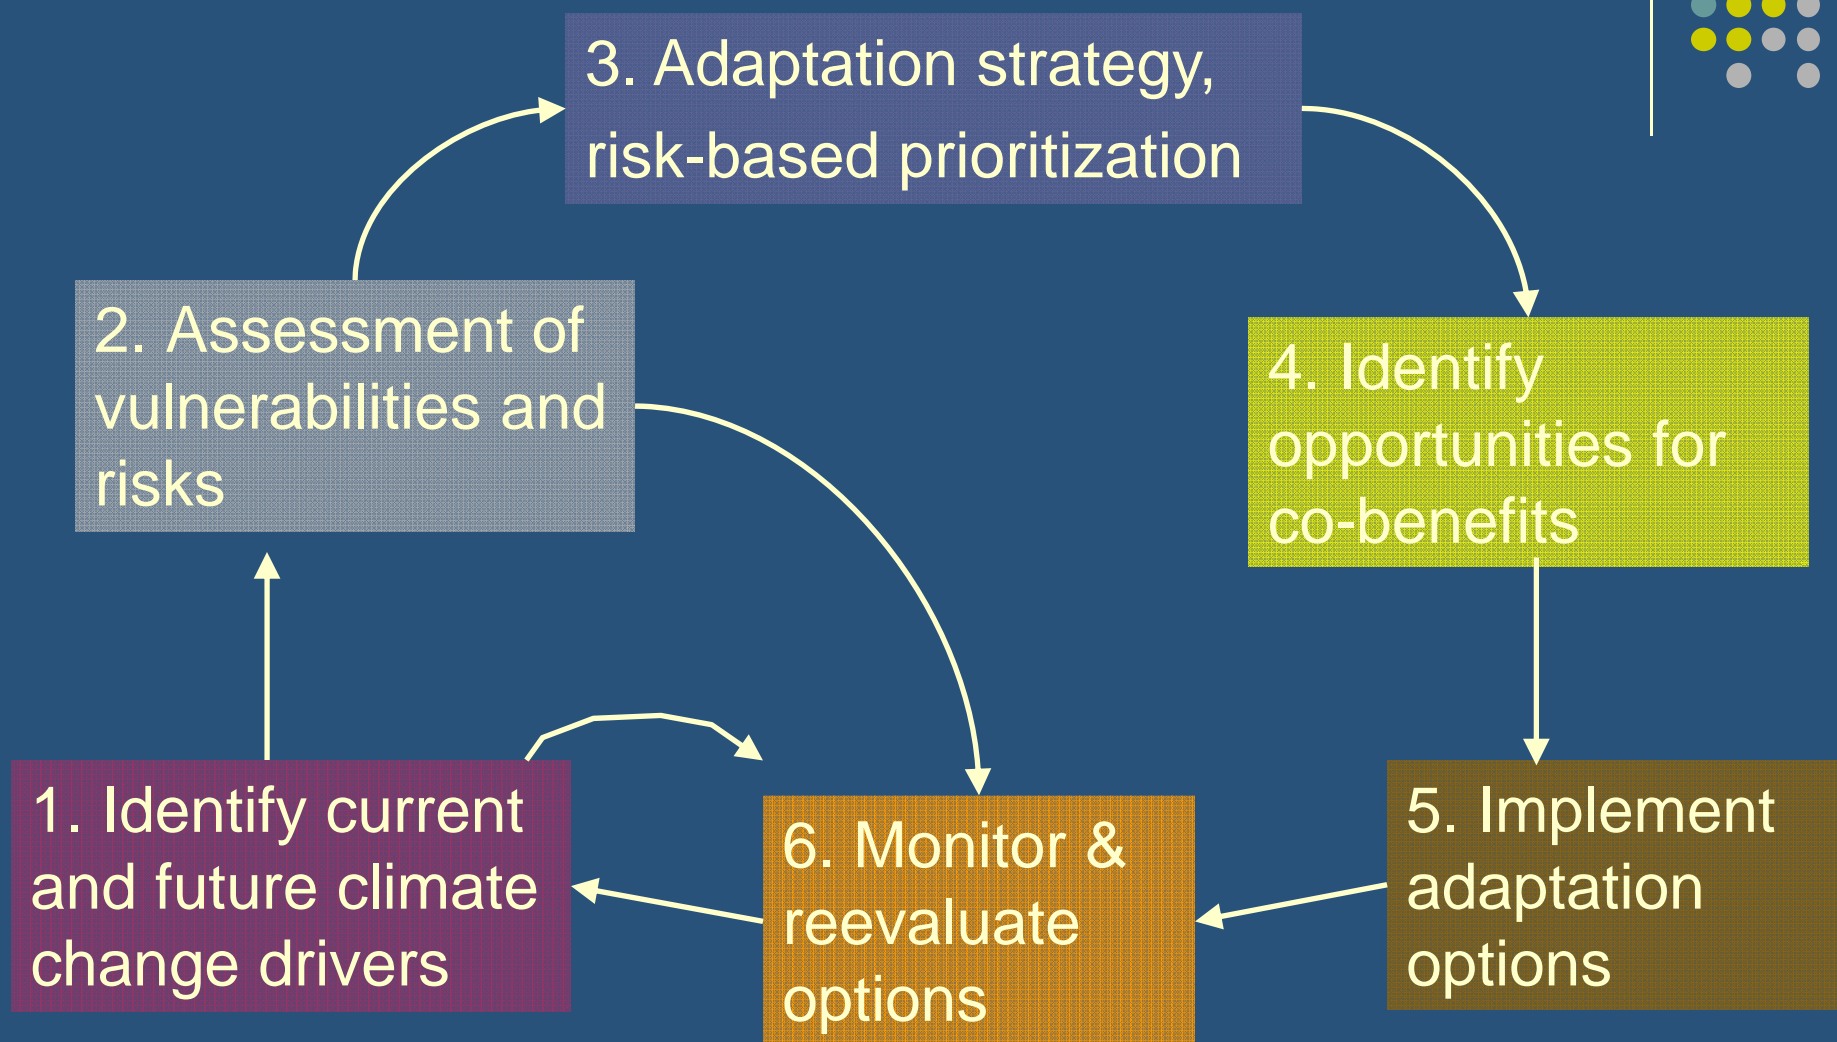 3. Adaptation strategy,
risk-based prioritization
2. Assessment of
vulnerabilities and
risks
4. Identify
opportunities for
co-benefits
1. Identify current
and future climate
change drivers
6. Monitor &
reevaluate
options
5. Implement
adaptation
options